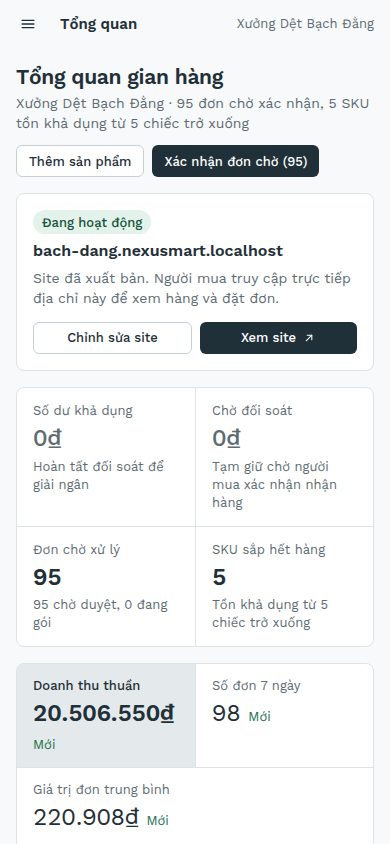 Tổng quan
Xưởng Dệt Bạch Đằng
Tổng quan gian hàng
Xưởng Dệt Bạch Đằng · 95 đơn chờ xác nhận, 5 SKU
tồn khả dụng từ 5 chiếc trở xuống
Thêm sản phẩm
Xác nhận đơn chờ (95)
Đang hoạt động
bach-dang.nexusmart.localhost
Site đã xuất bản. Người mua truy cập trực tiếp
địa chỉ này để xem hàng và đặt đơn.
Chỉnh sửa site
Xem site ↗
Số dư khả dụng
0₫
Hoàn tất đối soát để
giải ngân
Chờ đối soát
0₫
Tạm giữ chờ người
mua xác nhận nhận
hàng
Đơn chờ xử lý
95
95 chờ duyệt, 0 đang
gói
SKU sắp hết hàng
5
Tồn khả dụng từ 5
chiếc trở xuống
Doanh thu thuần
20.506.550₫
Mới
Số đơn 7 ngày
98 Mới
Giá trị đơn trung bình
220.908₫ Mới